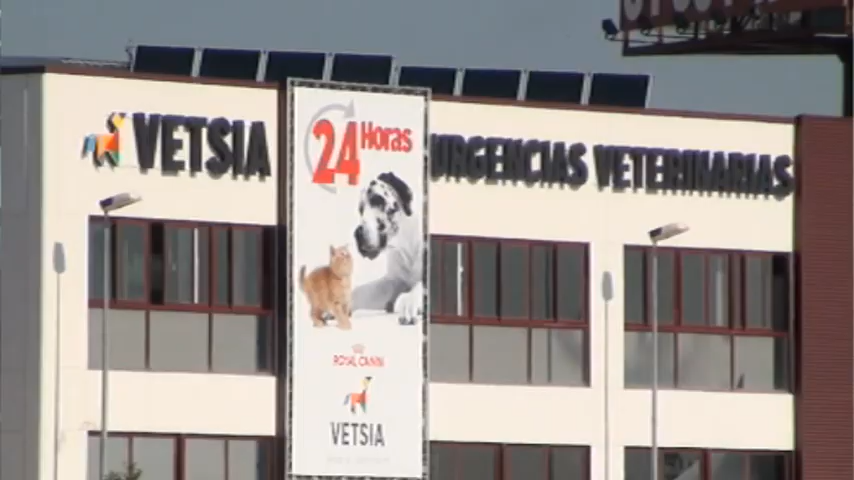 VETSIA
24 Horas
URGENCIAS VETERINARIAS
ROYAL CANIN
VETSIA